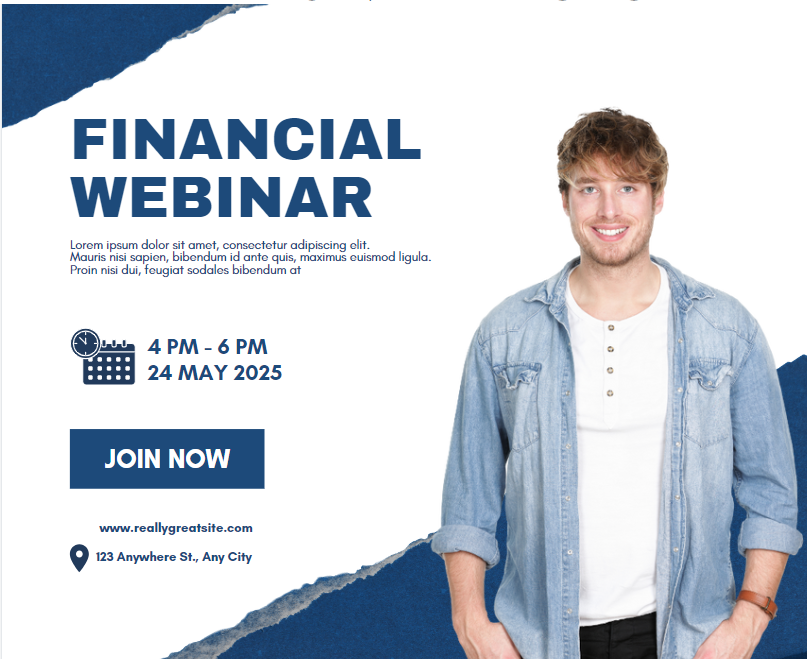 FINANCIAL
WEBINAR
Lorem ipsum dolor sit amet, consectetur adipiscing elit.
Mauris nisi sapien, bibendum id ante quis, maximus euismod ligula.
Proin nisi dui, feugiat sodales bibendum at
4 PM - 6 PM
24 MAY 2025
JOIN NOW
www.reallygreatsite.com
123 Anywhere St., Any City